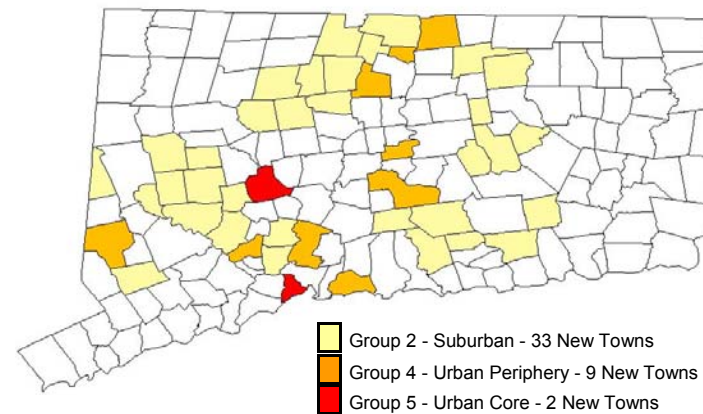 Group 2 - Suburban - 33 New Towns
Group 4 - Urban Periphery - 9 New Towns
Group 5 - Urban Core - 2 New Towns